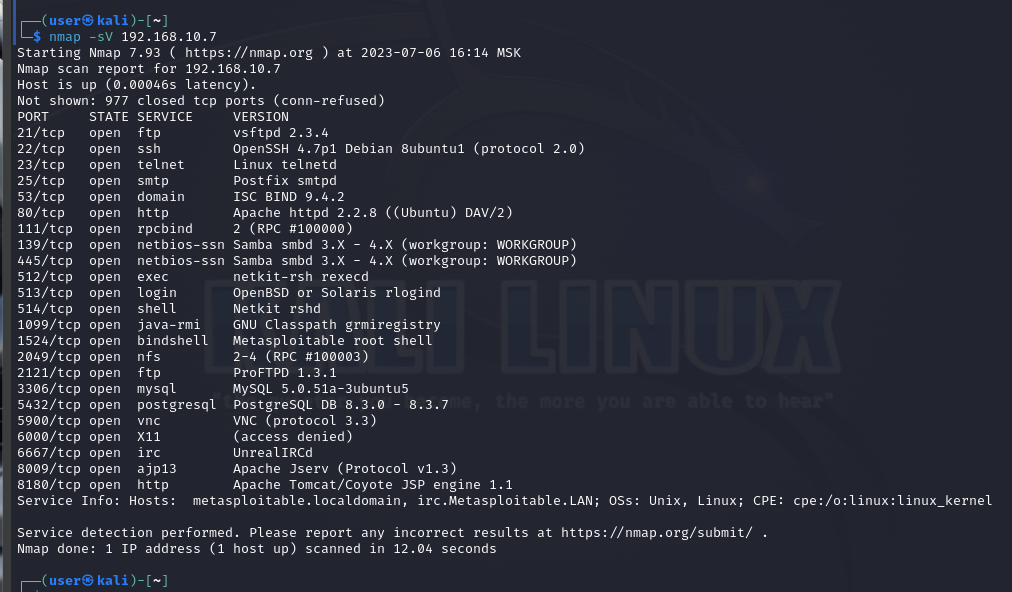 ┌──(user㉿kali)-[~]
└─$ nmap -sV 192.168.10.7
Starting Nmap 7.93 ( https://nmap.org ) at 2023-07-06 16:14 MSK
Nmap scan report for 192.168.10.7
Host is up (0.00046s latency).
Not shown: 977 closed tcp ports (conn-refused)
PORT     STATE SERVICE     VERSION
21/tcp   open  ftp         vsftpd 2.3.4
22/tcp   open  ssh         OpenSSH 4.7p1 Debian 8ubuntu1 (protocol 2.0)
23/tcp   open  telnet      Linux telnetd
25/tcp   open  smtp        Postfix smtpd
53/tcp   open  domain      ISC BIND 9.4.2
80/tcp   open  http        Apache httpd 2.2.8 ((Ubuntu) DAV/2)
111/tcp  open  rpcbind     2 (RPC #100000)
139/tcp  open  netbios-ssn Samba smbd 3.X - 4.X (workgroup: WORKGROUP)
445/tcp  open  netbios-ssn Samba smbd 3.X - 4.X (workgroup: WORKGROUP)
512/tcp  open  exec        netkit-rsh rexecd
513/tcp  open  login       OpenBSD or Solaris rlogind
514/tcp  open  shell       Netkit rshd
1099/tcp open  java-rmi    GNU Classpath grmiregistry
1524/tcp open  bindshell   Metasploitable root shell
2049/tcp open  nfs         2-4 (RPC #100003)
2121/tcp open  ftp         ProFTPD 1.3.1
3306/tcp open  mysql       MySQL 5.0.51a-3ubuntu5
5432/tcp open  postgresql  PostgreSQL DB 8.3.0 - 8.3.7
5900/tcp open  vnc         VNC (protocol 3.3)
6000/tcp open  X11         (access denied)
6667/tcp open  irc         UnrealIRCd
8009/tcp open  ajp13       Apache Jserv (Protocol v1.3)
8180/tcp open  http        Apache Tomcat/Coyote JSP engine 1.1
Service Info: Hosts:  metasploitable.localdomain, irc.Metasploitable.LAN; OSs: Unix, Linux; CPE: cpe:/o:linux:linux_kernel
Service detection performed. Please report any incorrect results at https://nmap.org/submit/ .
Nmap done: 1 IP address (1 host up) scanned in 12.04 seconds
┌──(user㉿kali)-[~]
KALI LINUX
the more you are able to hear"